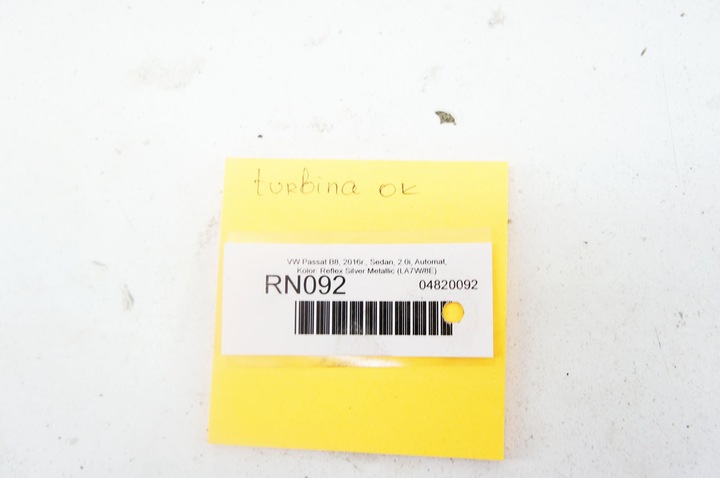 turbina ok
VW Passat B8, 2016r., Sedan, 2.0i, Automat,
Kolor: Reflex Silver Metallic (LA7W/8E)
RN092 04820092